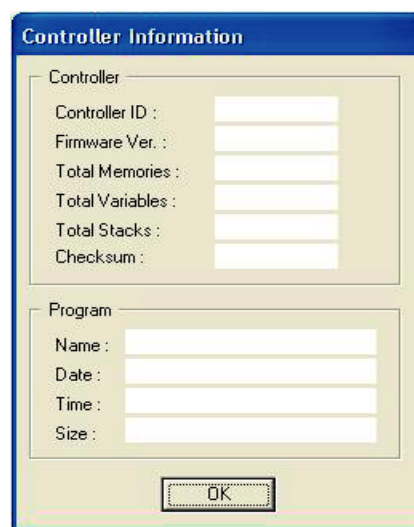 Controller Information
Controller
Controller ID :
Firmware Ver. :
Total Memories :
Total Variables :
Total Stacks :
Checksum :
Program
Name :
Date :
Time :
Size :
OK